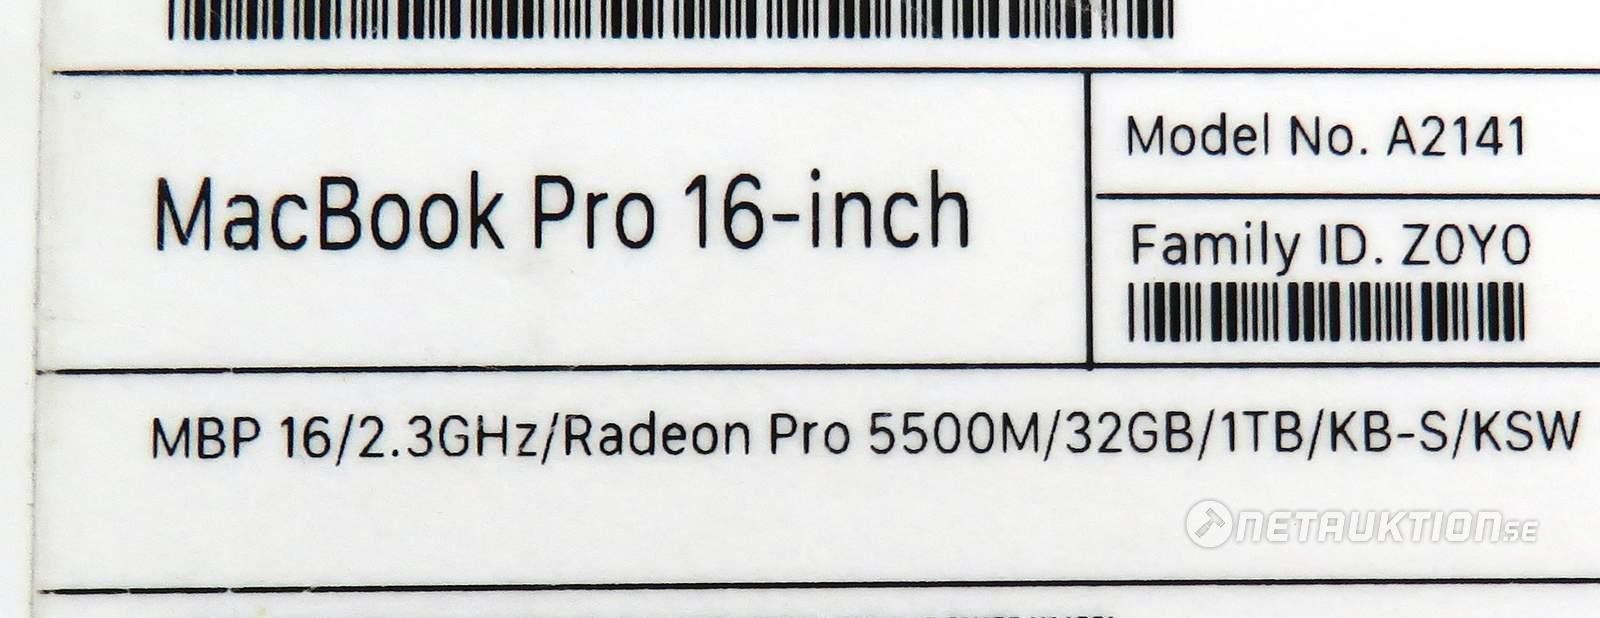 MacBook Pro 16-inch
Model No. A2141
Family ID. Z0Y0
MBP 16/2.3GHz/Radeon Pro 5500M/32GB/1TB/KB-S/KSW
NETAUKTION.SE